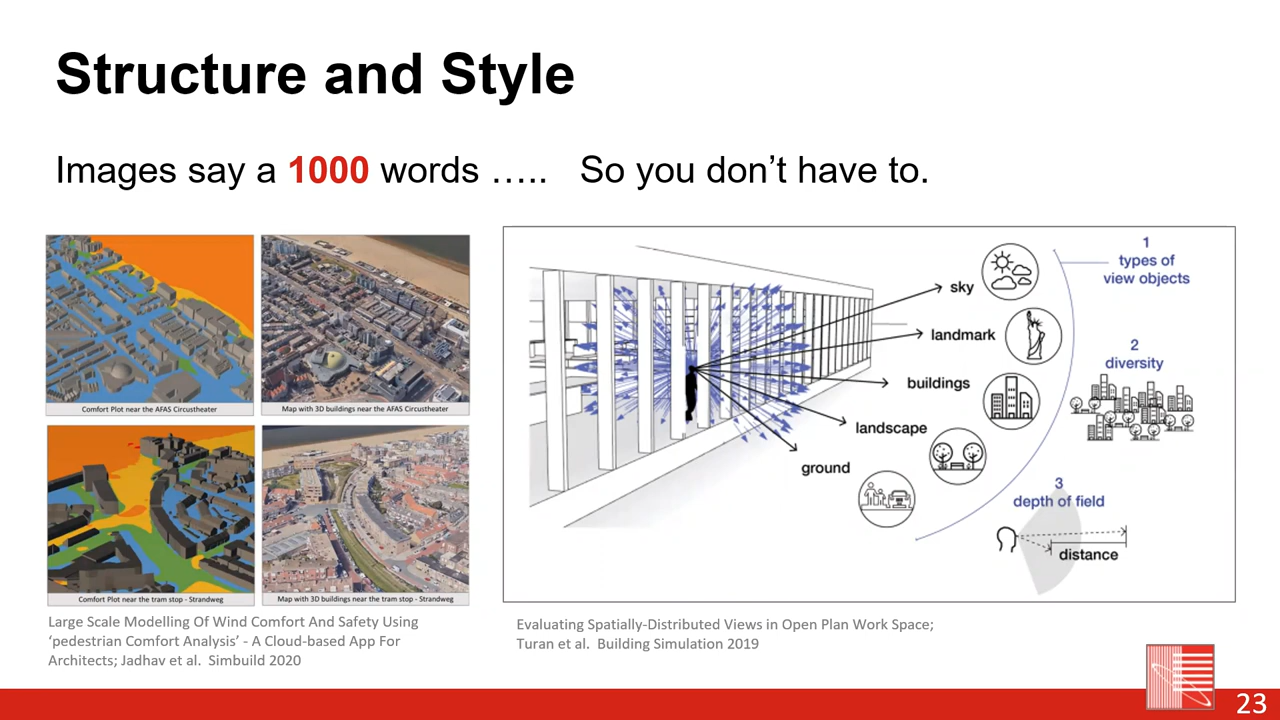 Structure and Style
Images say a 1000 words ..... So you don't have to.
Comfort Plot near the AFAS Circustheater
Map with 3D buildings near the AFAS Circustheater
Comfort Plot near the tram stop - Strandweg
Map with 3D buildings near the tram stop - Strandweg
Large Scale Modelling Of Wind Comfort And Safety Using
‘pedestrian Comfort Analysis’ - A Cloud-based App For
Architects; Jadhav et al. Simbuild 2020
sky
landmark
buildings
landscape
ground
1
types of
view objects
2
diversity
3
depth of field
distance
Evaluating Spatially-Distributed Views in Open Plan Work Space;
Turan et al. Building Simulation 2019
23